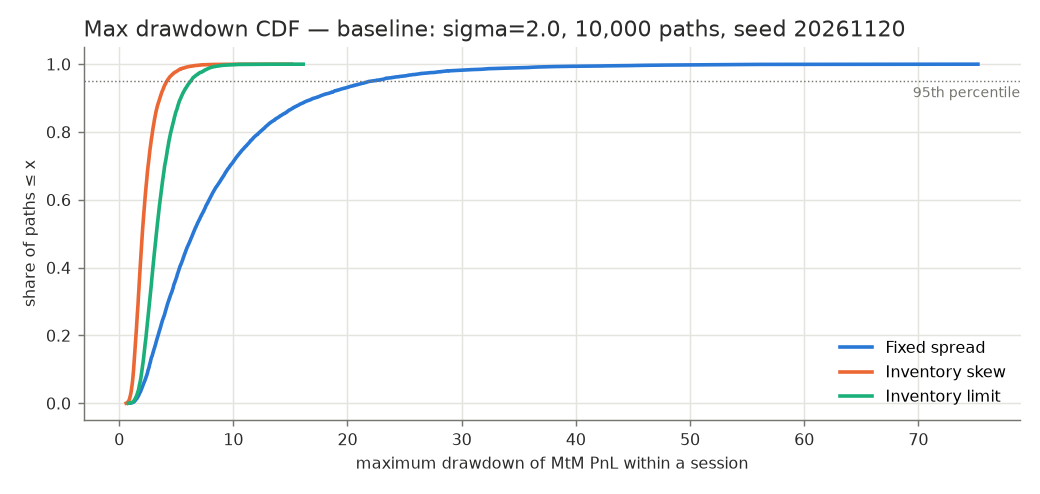 Max drawdown CDF — baseline: sigma=2.0, 10,000 paths, seed 20261120
1.0
0.8
0.6
0.4
0.2
0.0
share of paths ≤ x
95th percentile
Fixed spread
Inventory skew
Inventory limit
0 10 20 30 40 50 60 70
maximum drawdown of MtM PnL within a session